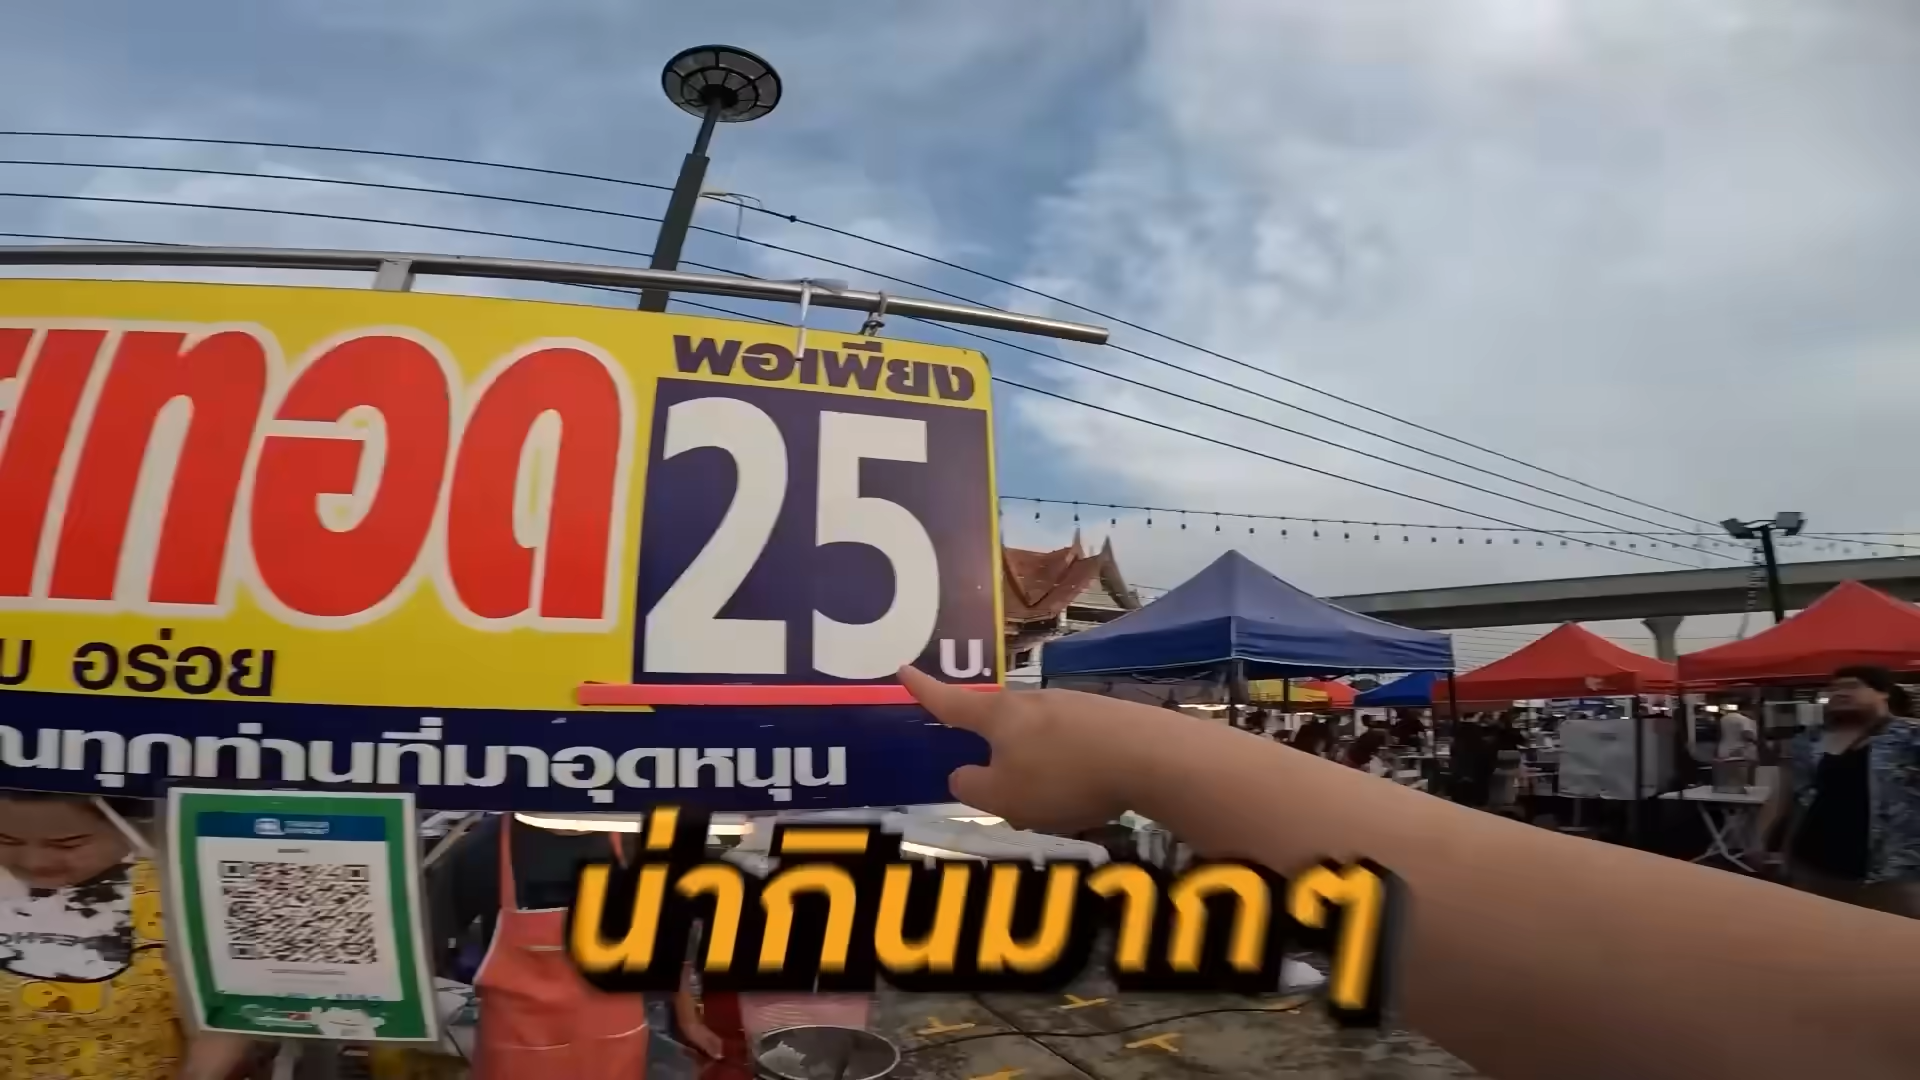 ทอด
พอเพียง
25
บ.
อร่อย
ทุกท่านที่มาอุดหนุน
น่ากินมากๆ